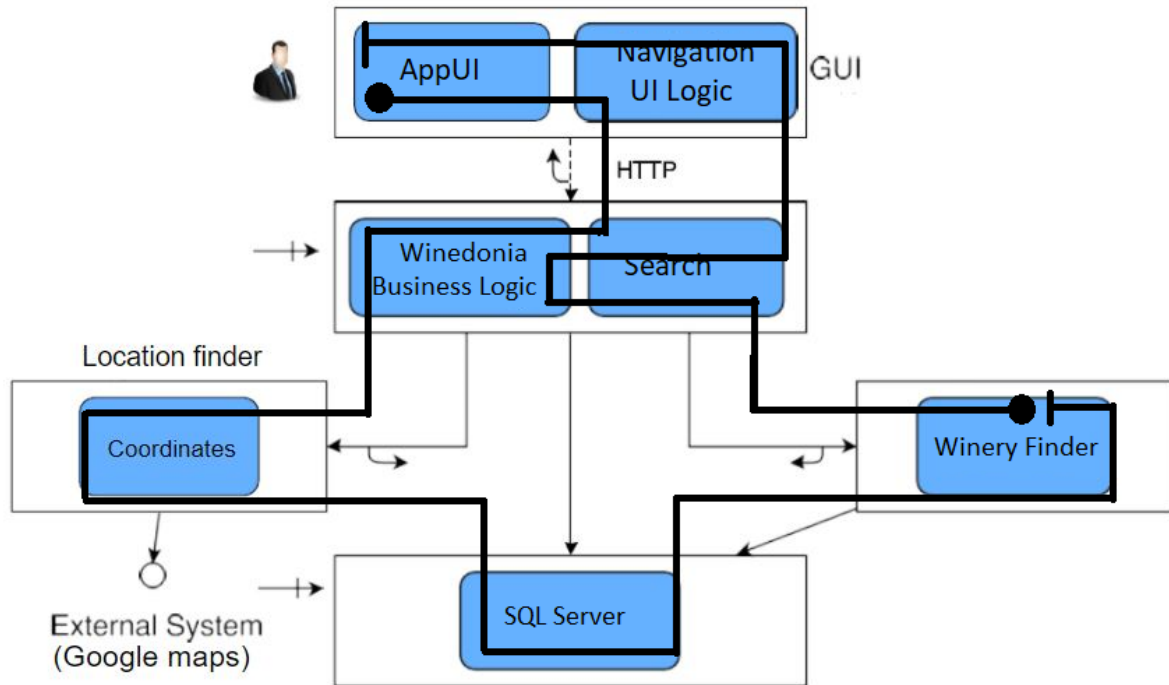 AppUI
Navigation
UI Logic
GUI
HTTP
Winedonia
Business Logic
Search
Location finder
Coordinates
Winery Finder
SQL Server
External System
(Google maps)